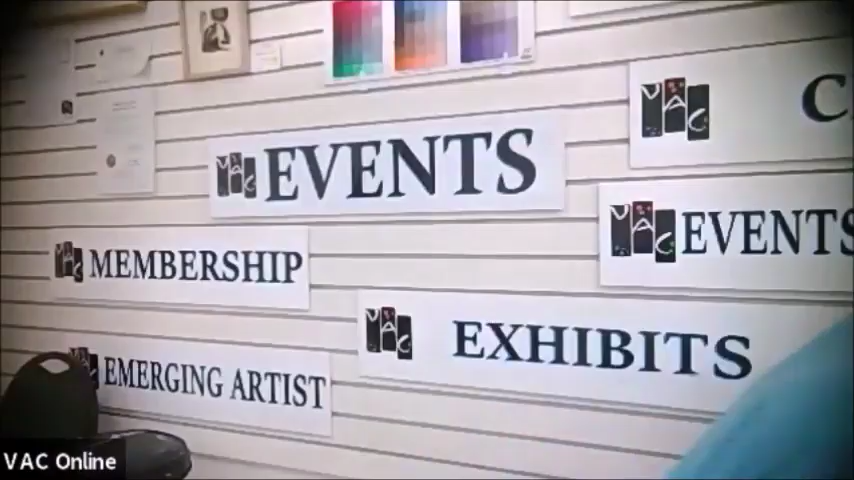 VAC C
VAC EVENTS
VAC EVENTS
VAC MEMBERSHIP
VAC EXHIBITS
VAC EMERGING ARTIST
VAC Online